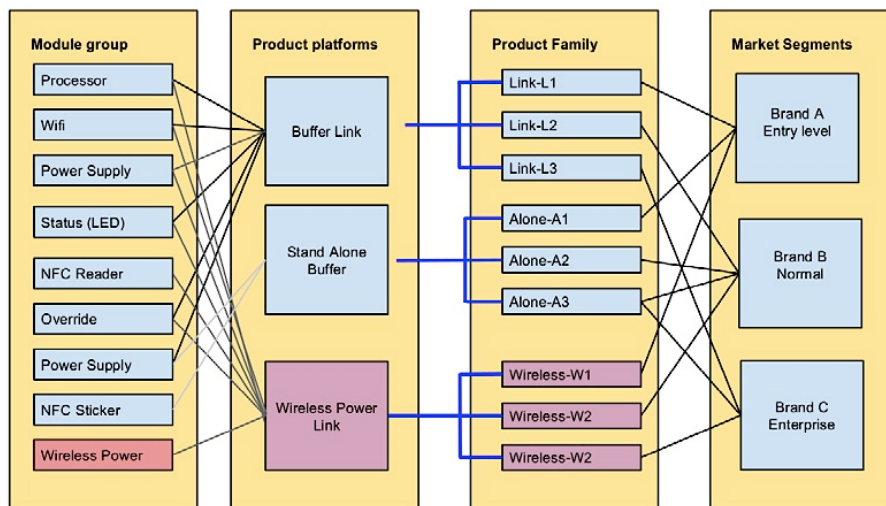 Module group
Processor
Wifi
Power Supply
Status (LED)
NFC Reader
Override
Power Supply
NFC Sticker
Wireless Power
Product platforms
Buffer Link
Stand Alone
Buffer
Wireless Power
Link
Product Family
Link-L1
Link-L2
Link-L3
Alone-A1
Alone-A2
Alone-A3
Wireless-W1
Wireless-W2
Wireless-W2
Market Segments
Brand A
Entry level
Brand B
Normal
Brand C
Enterprise